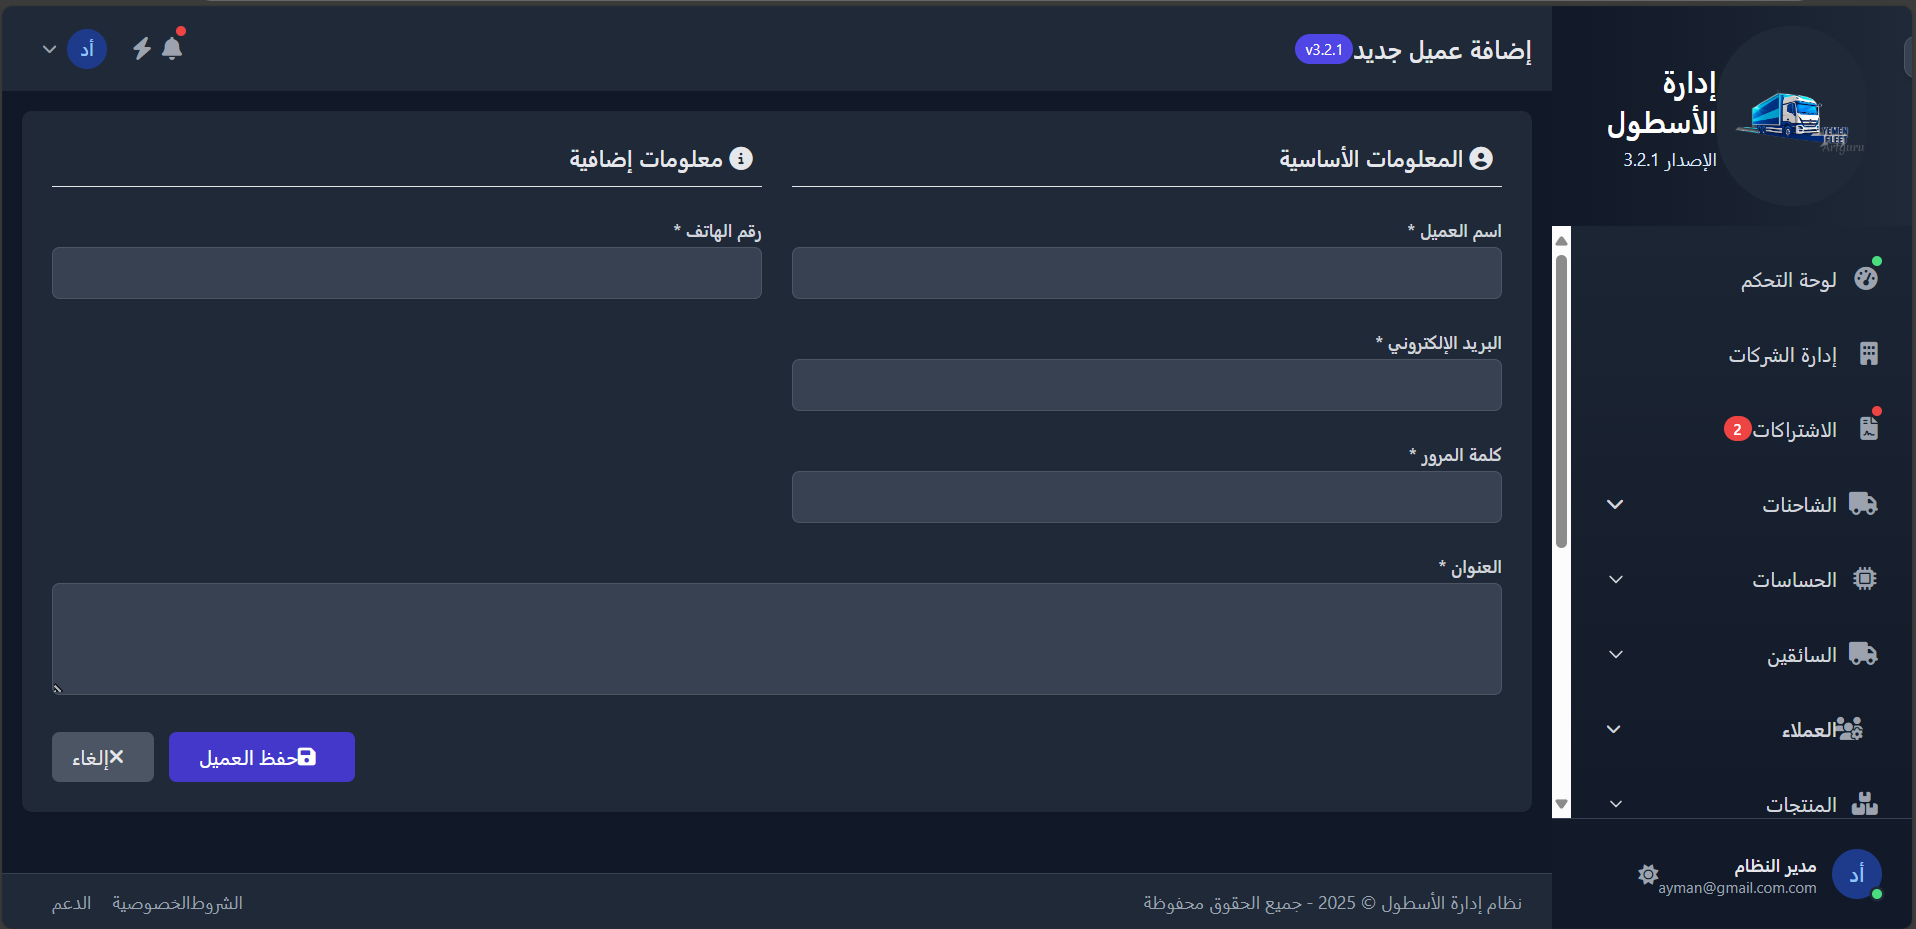 إدارة
الأسطول
الإصدار 3.2.1
YEMEN
FLEET
Artguru
لوحة التحكم
إدارة الشركات
الاشتراكات 2
الشاحنات
الحساسات
السائقين
العملاء
المنتجات
أد
مدير النظام
ayman@gmail.com.com
إضافة عميل جديد v3.2.1
أد
المعلومات الأساسية
معلومات إضافية
اسم العميل *
رقم الهاتف *
البريد الإلكتروني *
كلمة المرور *
العنوان *
حفظ العميل
إلغاء
نظام إدارة الأسطول © 2025 - جميع الحقوق محفوظة
الشروط الخصوصية الدعم